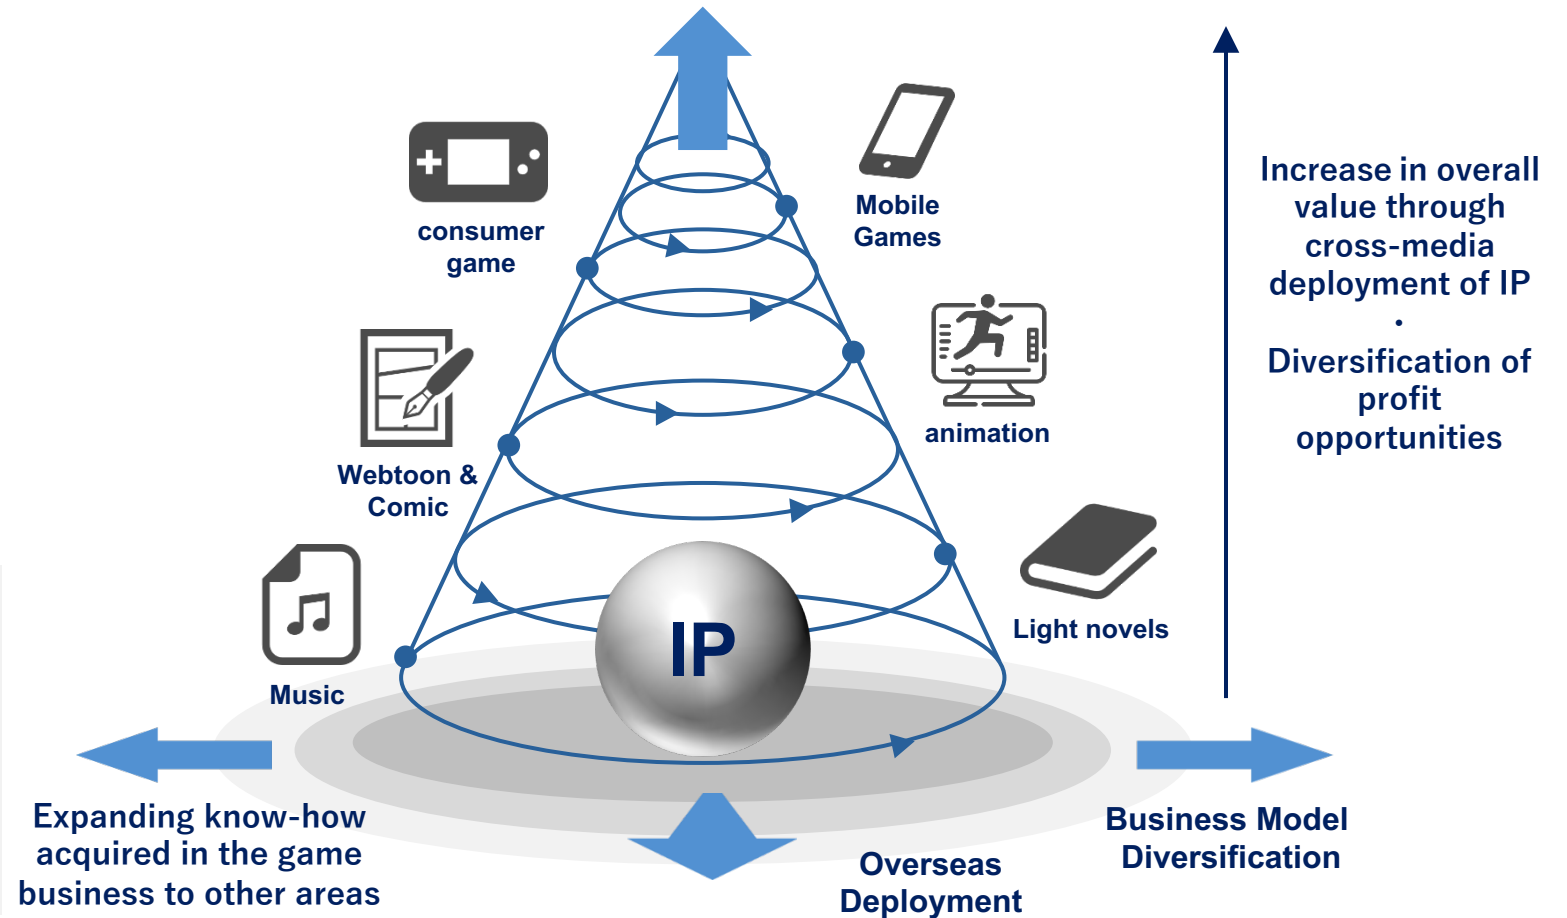 consumer
game
Mobile
Games
Increase in overall
value through
cross-media
deployment of IP
・
Diversification of
profit
opportunities
Webtoon &
Comic
animation
Music
IP
Light novels
Expanding know-how
acquired in the game
business to other areas
Overseas
Deployment
Business Model
Diversification